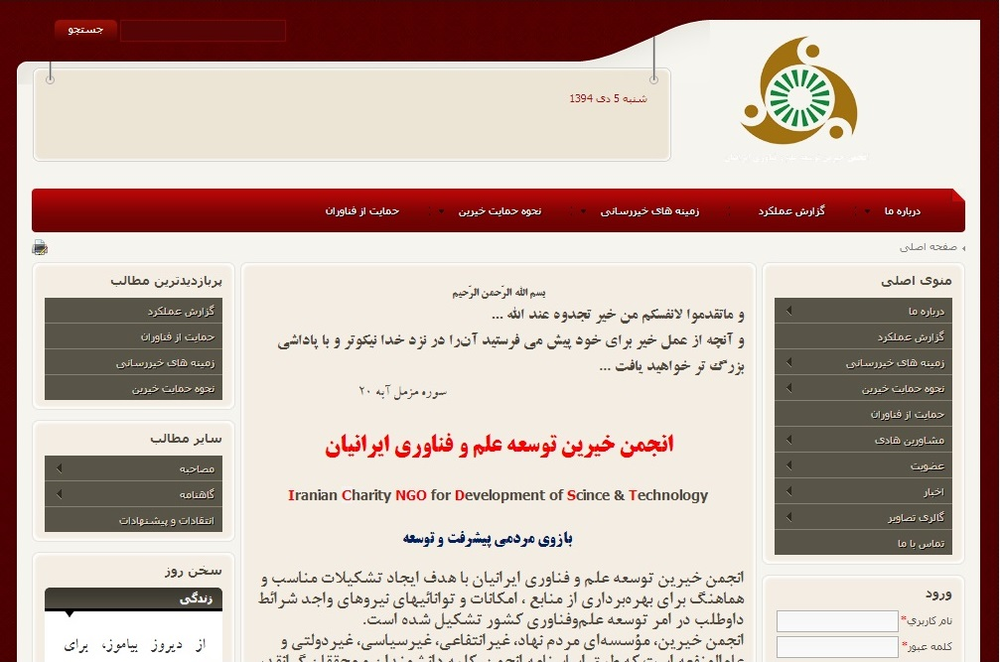 جستجو
شنبه 5 دی 1394
درباره ما
گزارش عملکرد
زمینه های خیررسانی
نحوه حمایت خیرین
حمایت از فناوران
صفحه اصلی
منوی اصلی
درباره ما
گزارش عملکرد
زمینه های خیررسانی
نحوه حمایت خیرین
حمایت از فناوران
مشاورین هادی
عضویت
اخبار
گالری تصاویر
تماس با ما
ورود
نام کاربري*
کلمه عبور*
بسم الله الرّحمن الرّحیم
و ماتقدموا لانفسکم من خیر تجدوه عند الله ...
و آنچه از عمل خیر برای خود پیش می فرستید آن‌را در نزد خدا نیکوتر و با پاداشی
بزرگ تر خواهید یافت ...
سوره مزمل آیه ۲۰
انجمن خیرین توسعه علم و فناوری ایرانیان
Iranian Charity NGO for Development of Scince & Technology
بازوی مردمی پیشرفت و توسعه
انجمن خیرین توسعه علم و فناوری ایرانیان با هدف ایجاد تشکیلات مناسب و
هماهنگ برای بهره‌برداری از منابع ، امکانات و توانائیهای نیروهای واجد شرائط
داوطلب در امر توسعه علم‌وفناوری کشور تشکیل شده است.
انجمن خیرین، مؤسسه‌ای مردم نهاد، غیرانتفاعی، غیرسیاسی، غیردولتی و
پربازدیدترین مطالب
گزارش عملکرد
حمایت از فناوران
زمینه های خیررسانی
نحوه حمایت خیرین
سایر مطالب
مصاحبه
گاهنامه
انتقادات و پیشنهادات
سخن روز
زندگی
از دیروز بیاموز، برای